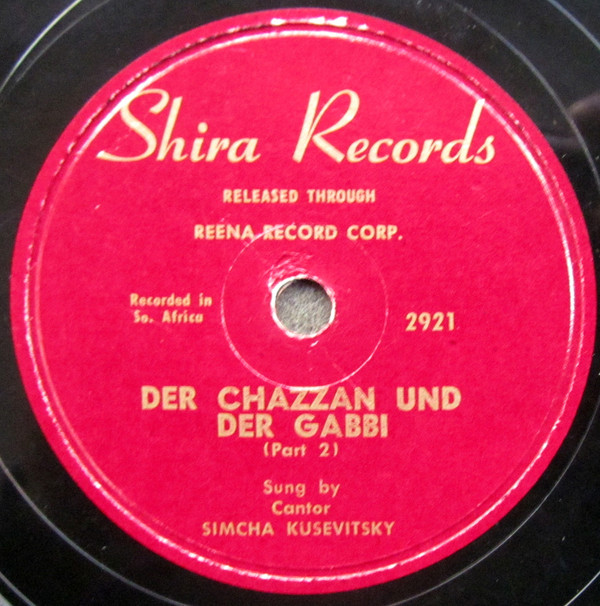 Shira Records
RELEASED THROUGH
REENA RECORD CORP.
Recorded in
So. Africa
2921
DER CHAZZAN UND
DER GABBI
(Part 2)
Sung by
Cantor
SIMCHA KUSEVITSKY